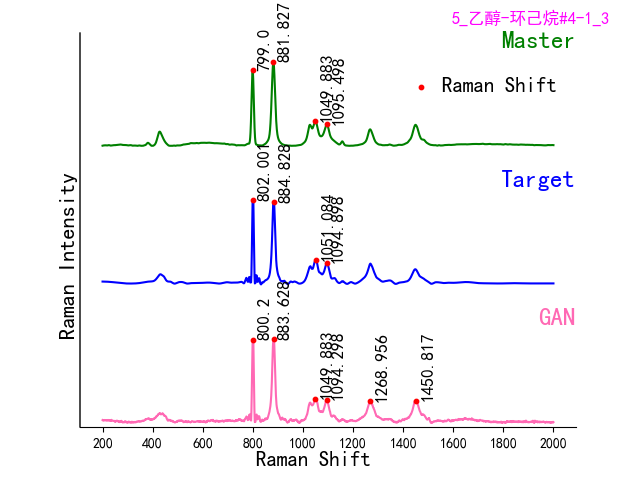 5_乙醇-环己烷#4-1_3
Master
Raman Shift
799.0
881.827
1049.883
1095.498
Target
802.001
884.828
1051.084
1094.898
GAN
800.2
883.628
1049.883
1094.298
1268.956
1450.817
Raman Intensity
200 400 600 800 1000 1200 1400 1600 1800 2000
Raman Shift